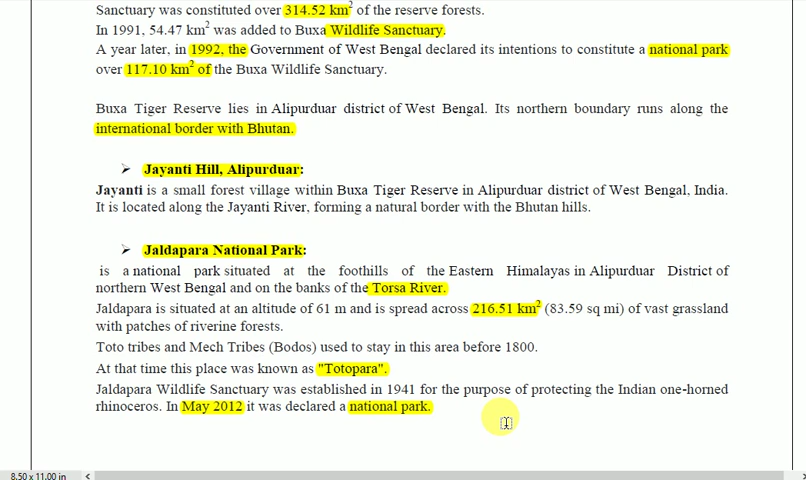 Sanctuary was constituted over 314.52 km² of the reserve forests.
In 1991, 54.47 km² was added to Buxa Wildlife Sanctuary.
A year later, in 1992, the Government of West Bengal declared its intentions to constitute a national park
over 117.10 km² of the Buxa Wildlife Sanctuary.
Buxa Tiger Reserve lies in Alipurduar district of West Bengal. Its northern boundary runs along the
international border with Bhutan.
➢ Jayanti Hill, Alipurduar:
Jayanti is a small forest village within Buxa Tiger Reserve in Alipurduar district of West Bengal, India.
It is located along the Jayanti River, forming a natural border with the Bhutan hills.
➢ Jaldapara National Park:
is a national park situated at the foothills of the Eastern Himalayas in Alipurduar District of
northern West Bengal and on the banks of the Torsa River.
Jaldapara is situated at an altitude of 61 m and is spread across 216.51 km² (83.59 sq mi) of vast grassland
with patches of riverine forests.
Toto tribes and Mech Tribes (Bodos) used to stay in this area before 1800.
At that time this place was known as "Totopara".
Jaldapara Wildlife Sanctuary was established in 1941 for the purpose of protecting the Indian one-horned
rhinoceros. In May 2012 it was declared a national park.
8.50 x 11.00 in